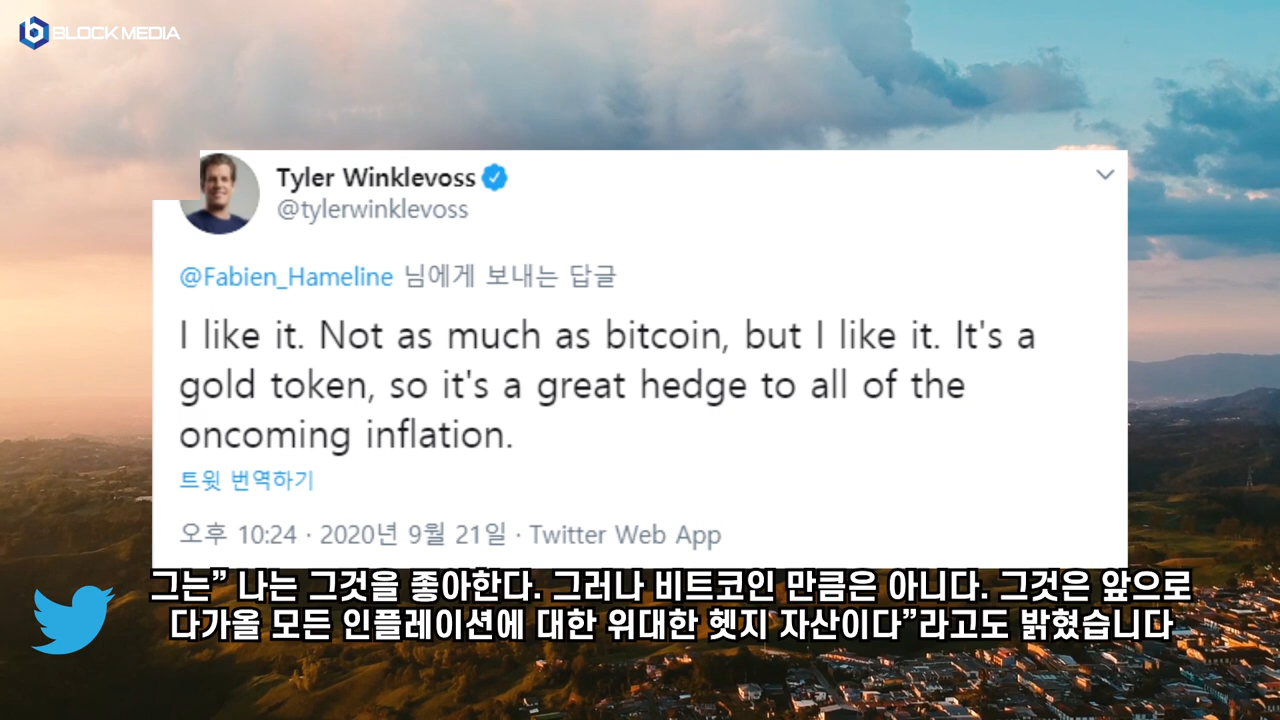 BLOCK MEDIA
Tyler Winklevoss
@tylerwinklevoss
@Fabien_Hameline 님에게 보내는 답글
I like it. Not as much as bitcoin, but I like it. It's a
gold token, so it's a great hedge to all of the
oncoming inflation.
트윗 번역하기
오후 10:24 · 2020년 9월 21일 · Twitter Web App
그는” 나는 그것을 좋아한다. 그러나 비트코인 만큼은 아니다. 그것은 앞으로
다가올 모든 인플레이션에 대한 위대한 헷지 자산이다”라고도 밝혔습니다